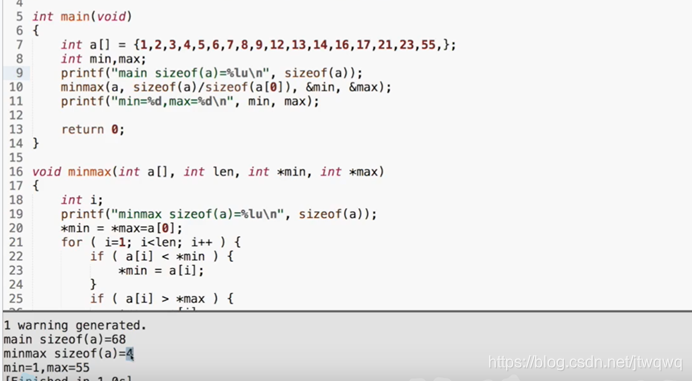 4
5 int main(void)
6 {
7 int a[] = {1,2,3,4,5,6,7,8,9,12,13,14,16,17,21,23,55,};
8 int min,max;
9 printf("main sizeof(a)=%lu\n", sizeof(a));
10 minmax(a, sizeof(a)/sizeof(a[0]), &min, &max);
11 printf("min=%d,max=%d\n", min, max);
12
13 return 0;
14 }
15
16 void minmax(int a[], int len, int *min, int *max)
17 {
18 int i;
19 printf("minmax sizeof(a)=%lu\n", sizeof(a));
20 *min = *max=a[0];
21 for ( i=1; i<len; i++ ) {
22 if ( a[i] < *min ) {
23 *min = a[i];
24 }
25 if ( a[i] > *max ) {
1 warning generated.
main sizeof(a)=68
minmax sizeof(a)=4
min=1,max=55
https://blog.csdn.net/jtwqwq